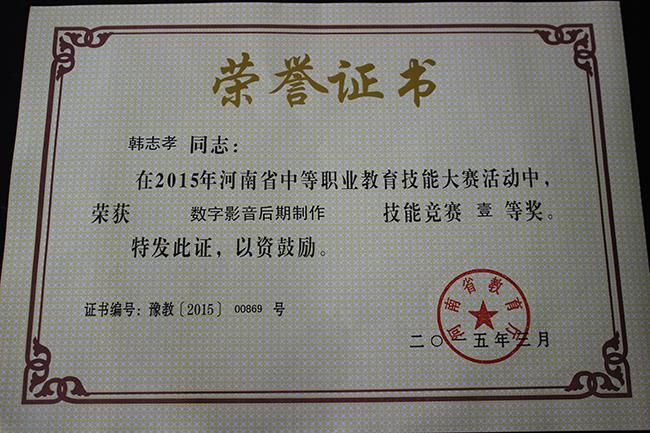 荣誉证书
韩志孝 同志：
在2015年河南省中等职业教育技能大赛活动中，
荣获 数字影音后期制作 技能竞赛 壹 等奖。
特发此证，以资鼓励。
证书编号：豫教〔2015〕 00869 号
河南省教育厅
二〇一五年三月